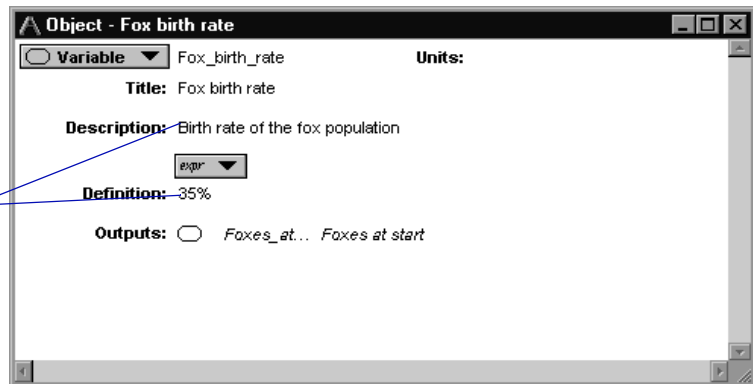 Object - Fox birth rate
Variable Fox_birth_rate Units:
Title: Fox birth rate
Description: Birth rate of the fox population
expr
Definition: 35%
Outputs: Foxes_at... Foxes at start